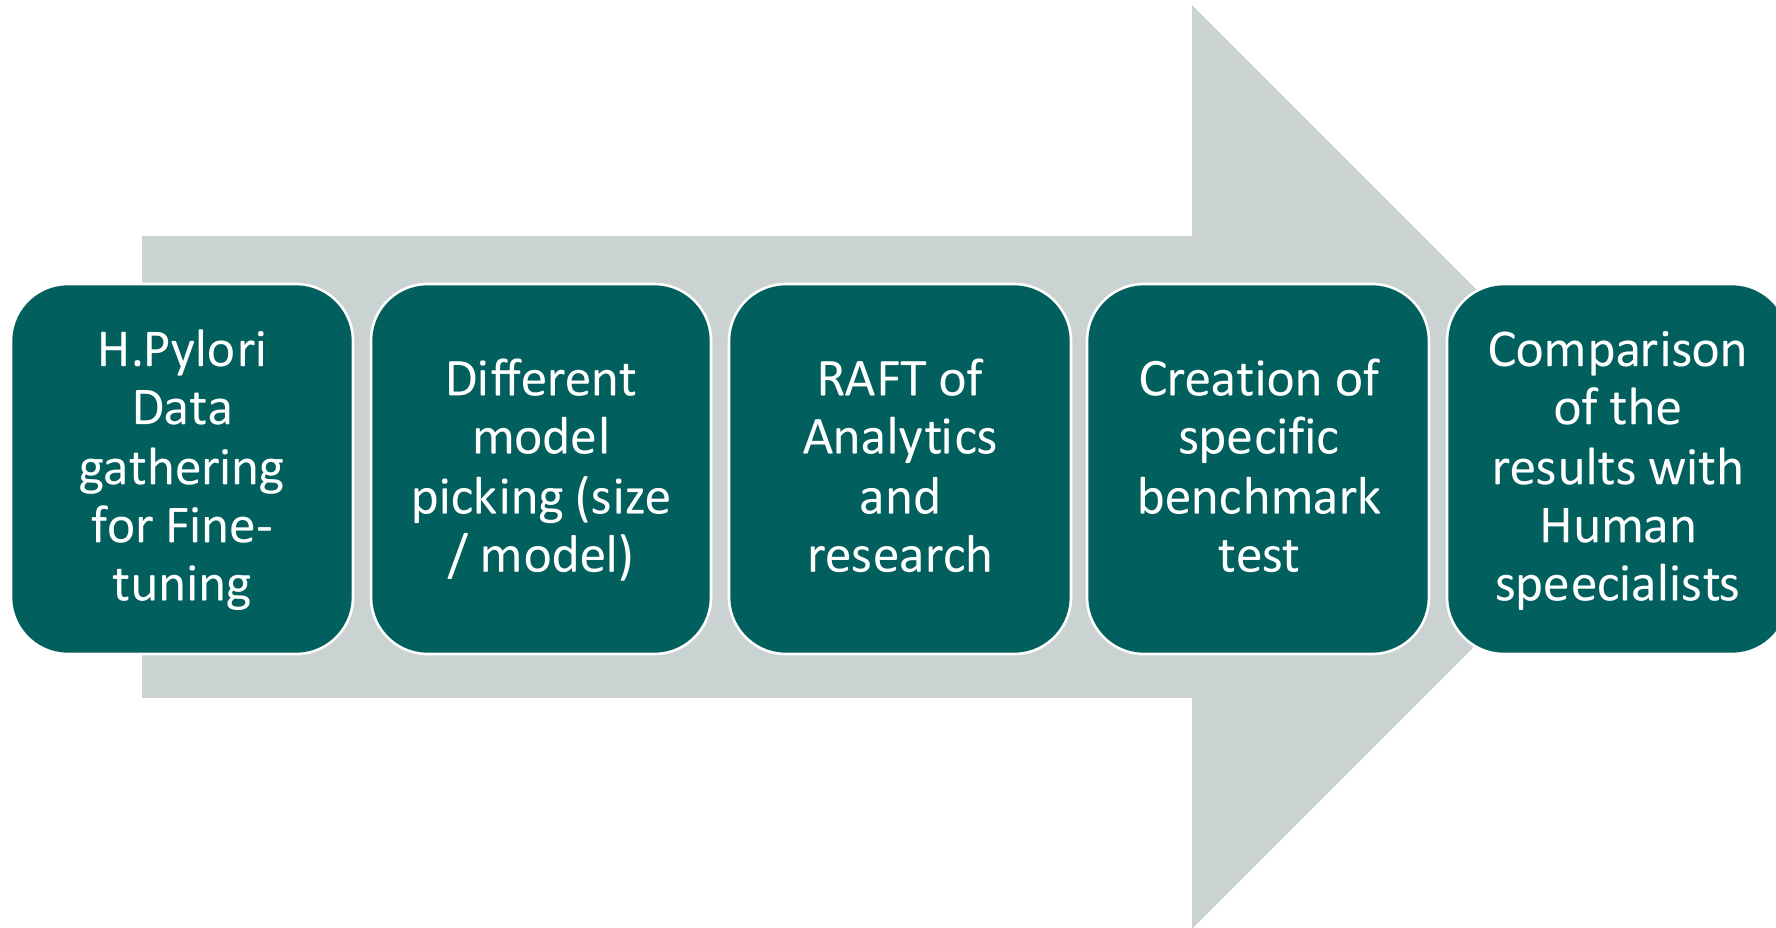 H.Pylori
Data
gathering
for Fine-
tuning
Different
model
picking (size
/ model)
RAFT of
Analytics
and
research
Creation of
specific
benchmark
test
Comparison
of the
results with
Human
speecialists